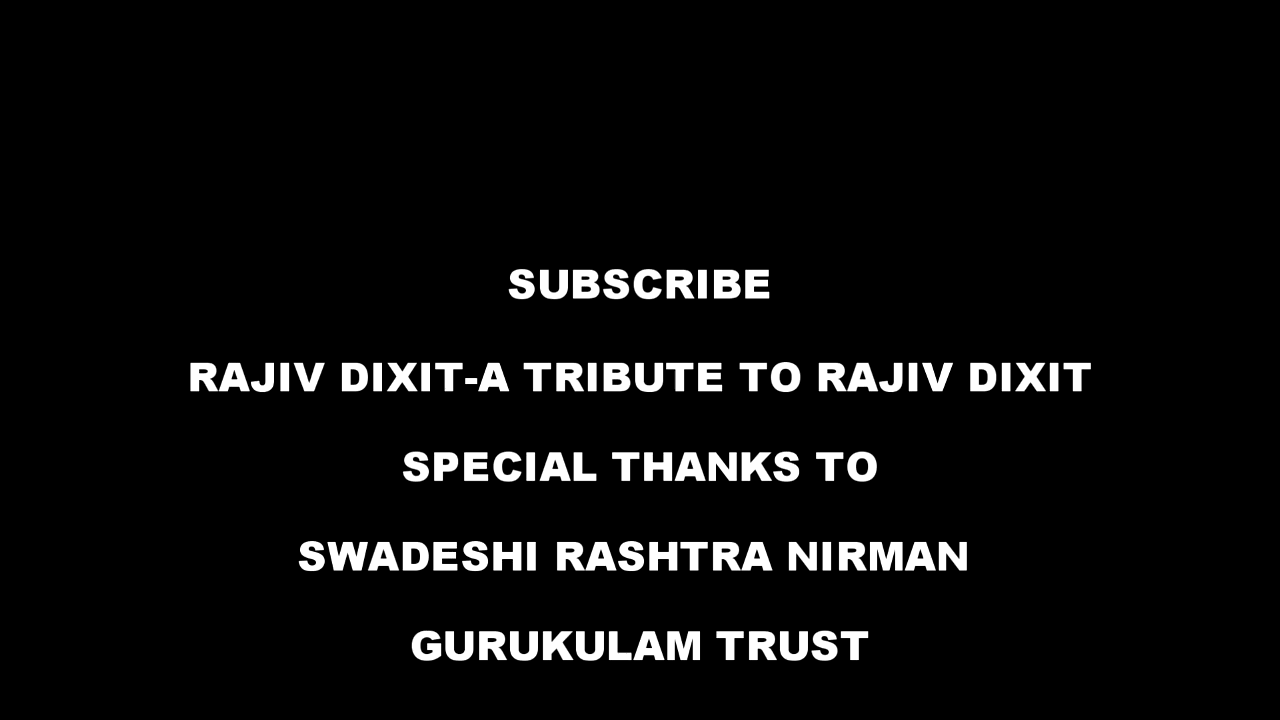 SUBSCRIBE
RAJIV DIXIT-A TRIBUTE TO RAJIV DIXIT
SPECIAL THANKS TO
SWADESHI RASHTRA NIRMAN
GURUKULAM TRUST